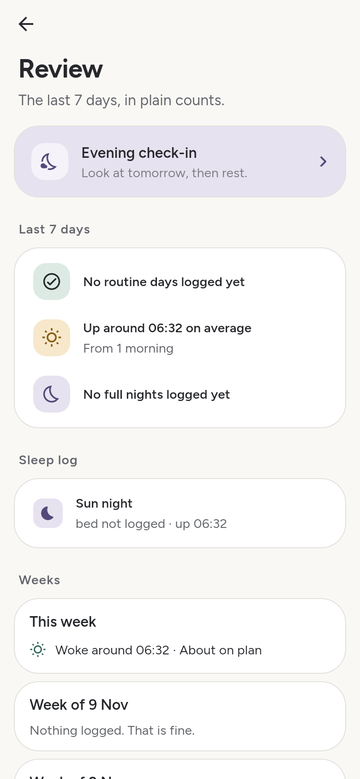 Review
The last 7 days, in plain counts.
Evening check-in
Look at tomorrow, then rest.
Last 7 days
No routine days logged yet
Up around 06:32 on average
From 1 morning
No full nights logged yet
Sleep log
Sun night
bed not logged · up 06:32
Weeks
This week
Woke around 06:32 · About on plan
Week of 9 Nov
Nothing logged. That is fine.